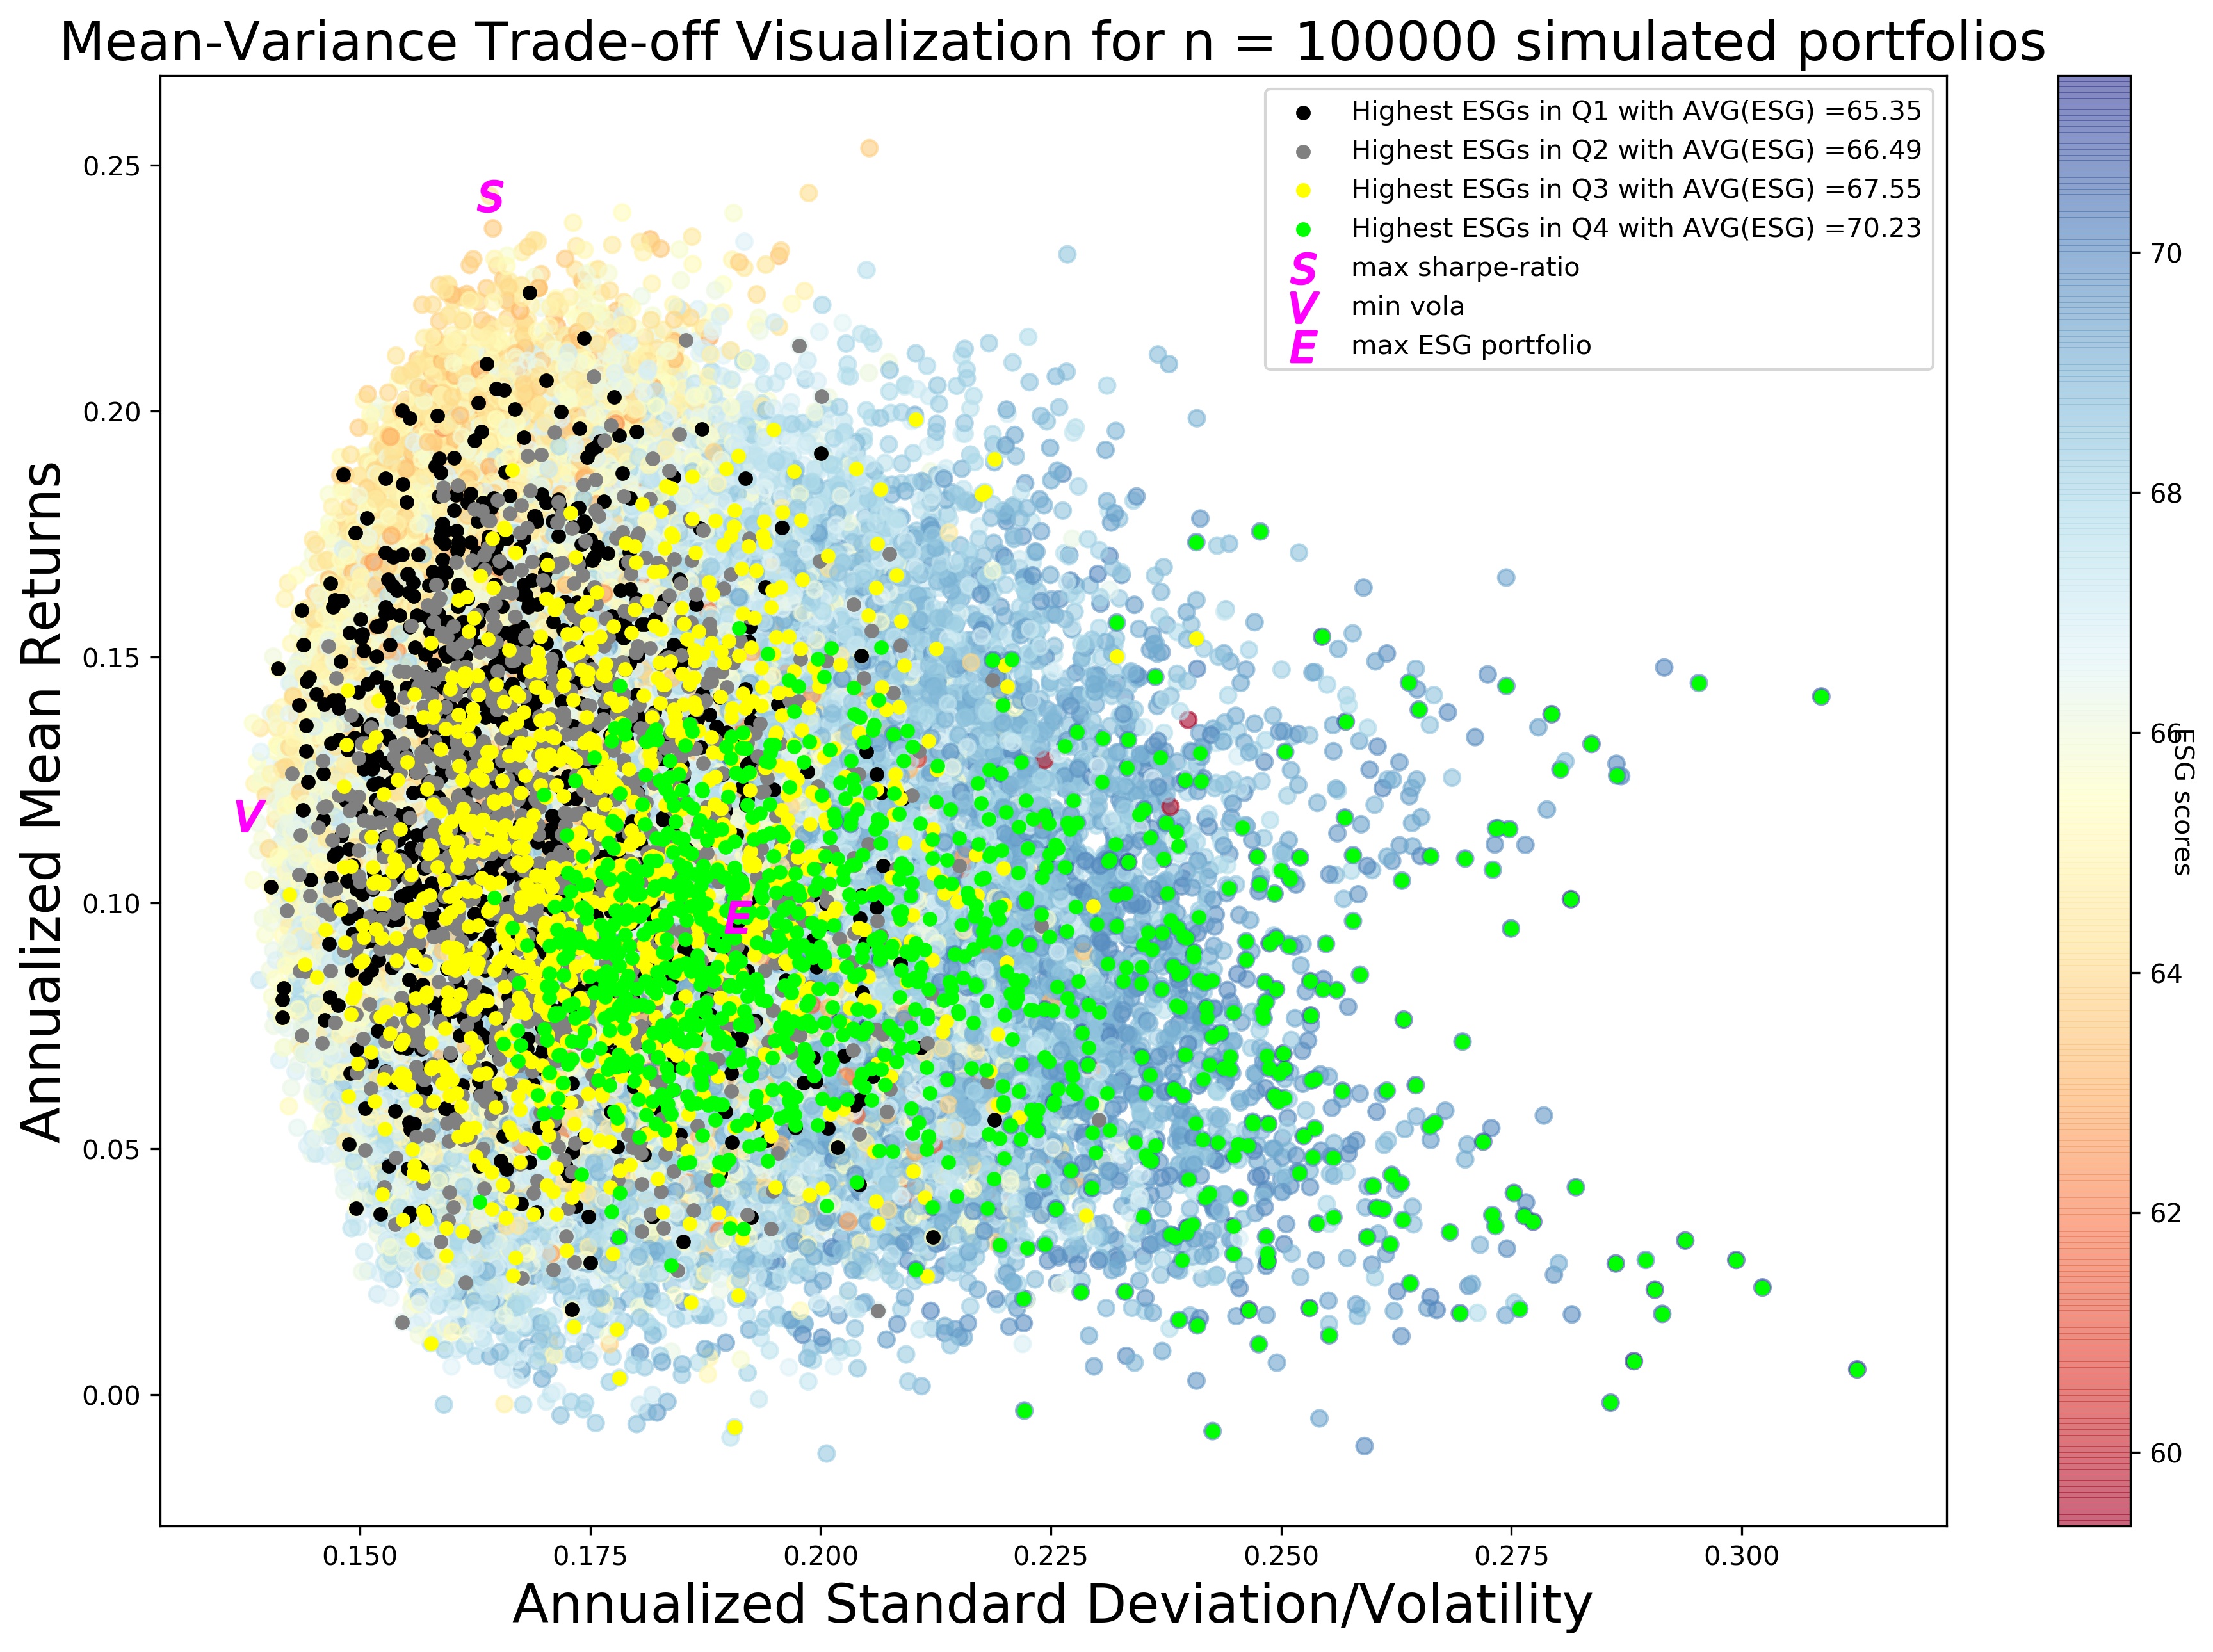 Mean-Variance Trade-off Visualization for n = 100000 simulated portfolios
Highest ESGs in Q1 with AVG(ESG) =65.35
Highest ESGs in Q2 with AVG(ESG) =66.49
Highest ESGs in Q3 with AVG(ESG) =67.55
Highest ESGs in Q4 with AVG(ESG) =70.23
S max sharpe-ratio
V min vola
E max ESG portfolio
S
V
E
Annualized Mean Returns
0.25
0.20
0.15
0.10
0.05
0.00
0.150 0.175 0.200 0.225 0.250 0.275 0.300
Annualized Standard Deviation/Volatility
70
68
66
64
62
60
ESG scores